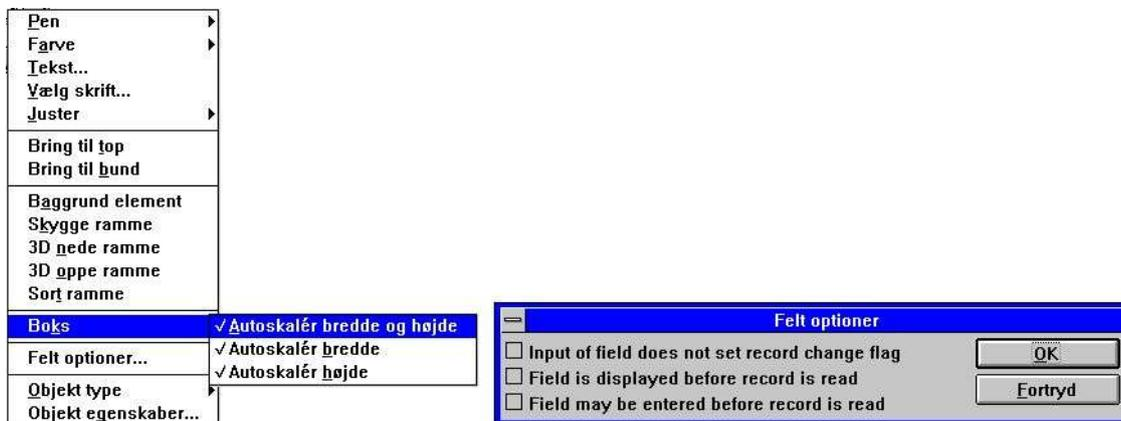 Pen
Farve
Tekst...
Vælg skrift...
Juster
Bring til top
Bring til bund
Baggrund element
Skygge ramme
3D nede ramme
3D oppe ramme
Sort ramme
Boks
Felt optioner...
Objekt type
Objekt egenskaber...
Autoskalér bredde og højde
Autoskalér bredde
Autoskalér højde
Felt optioner
Input of field does not set record change flag
Field is displayed before record is read
Field may be entered before record is read
OK
Fortryd